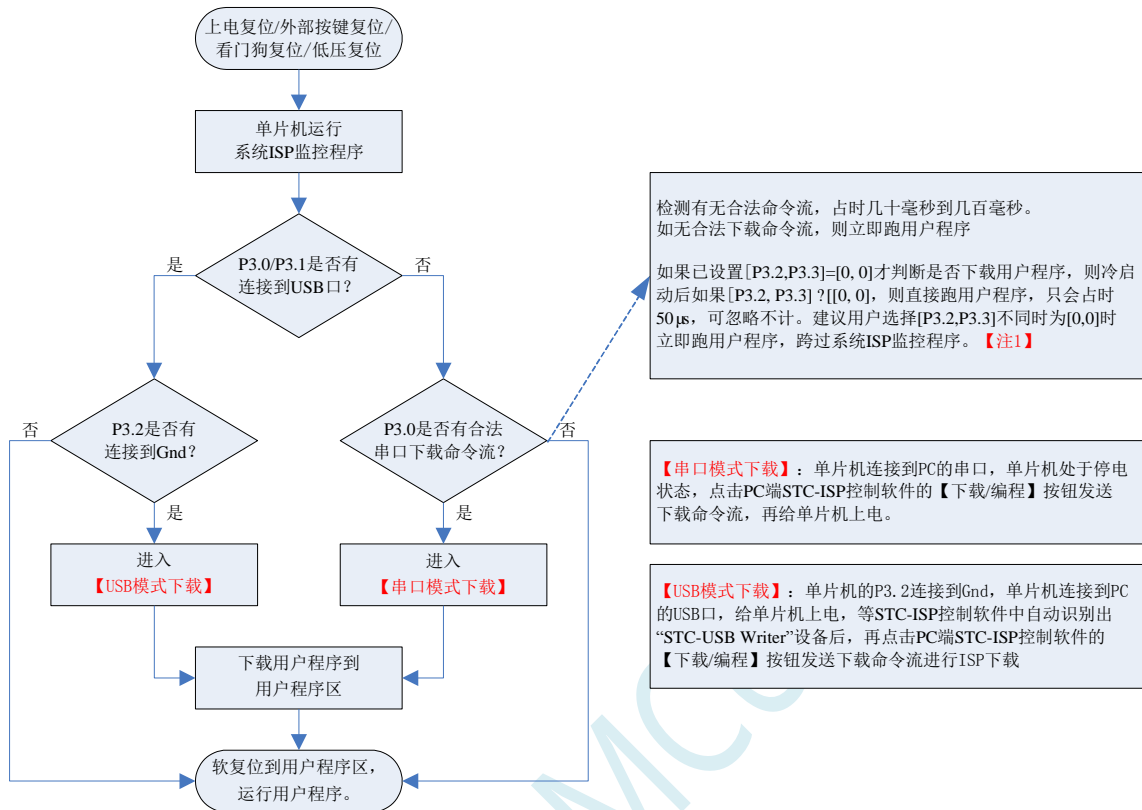 上电复位/外部按键复位/
看门狗复位/低压复位
单片机运行
系统ISP监控程序
P3.0/P3.1是否有
连接到USB口?
是
否
P3.2是否有
连接到Gnd?
否
是
P3.0是否有合法
串口下载命令流?
否
是
进入
【USB模式下载】
进入
【串口模式下载】
下载用户程序到
用户程序区
软复位到用户程序区，
运行用户程序。
检测有无合法命令流，占时几十毫秒到几百毫秒。
如无合法下载命令流，则立即跑用户程序
如果已设置[P3.2,P3.3]=[0, 0]才判断是否下载用户程序，则冷启
动后如果[P3.2, P3.3] ?[[0, 0]，则直接跑用户程序，只会占时
50μs，可忽略不计。建议用户选择[P3.2,P3.3]不同时为[0,0]时
立即跑用户程序，跨过系统ISP监控程序。【注1】
【串口模式下载】：单片机连接到PC的串口，单片机处于停电
状态，点击PC端STC-ISP控制软件的【下载/编程】按钮发送
下载命令流，再给单片机上电。
【USB模式下载】：单片机的P3.2连接到Gnd，单片机连接到PC
的USB口，给单片机上电，等STC-ISP控制软件中自动识别出
“STC-USB Writer”设备后，再点击PC端STC-ISP控制软件的
【下载/编程】按钮发送下载命令流进行ISP下载
MC